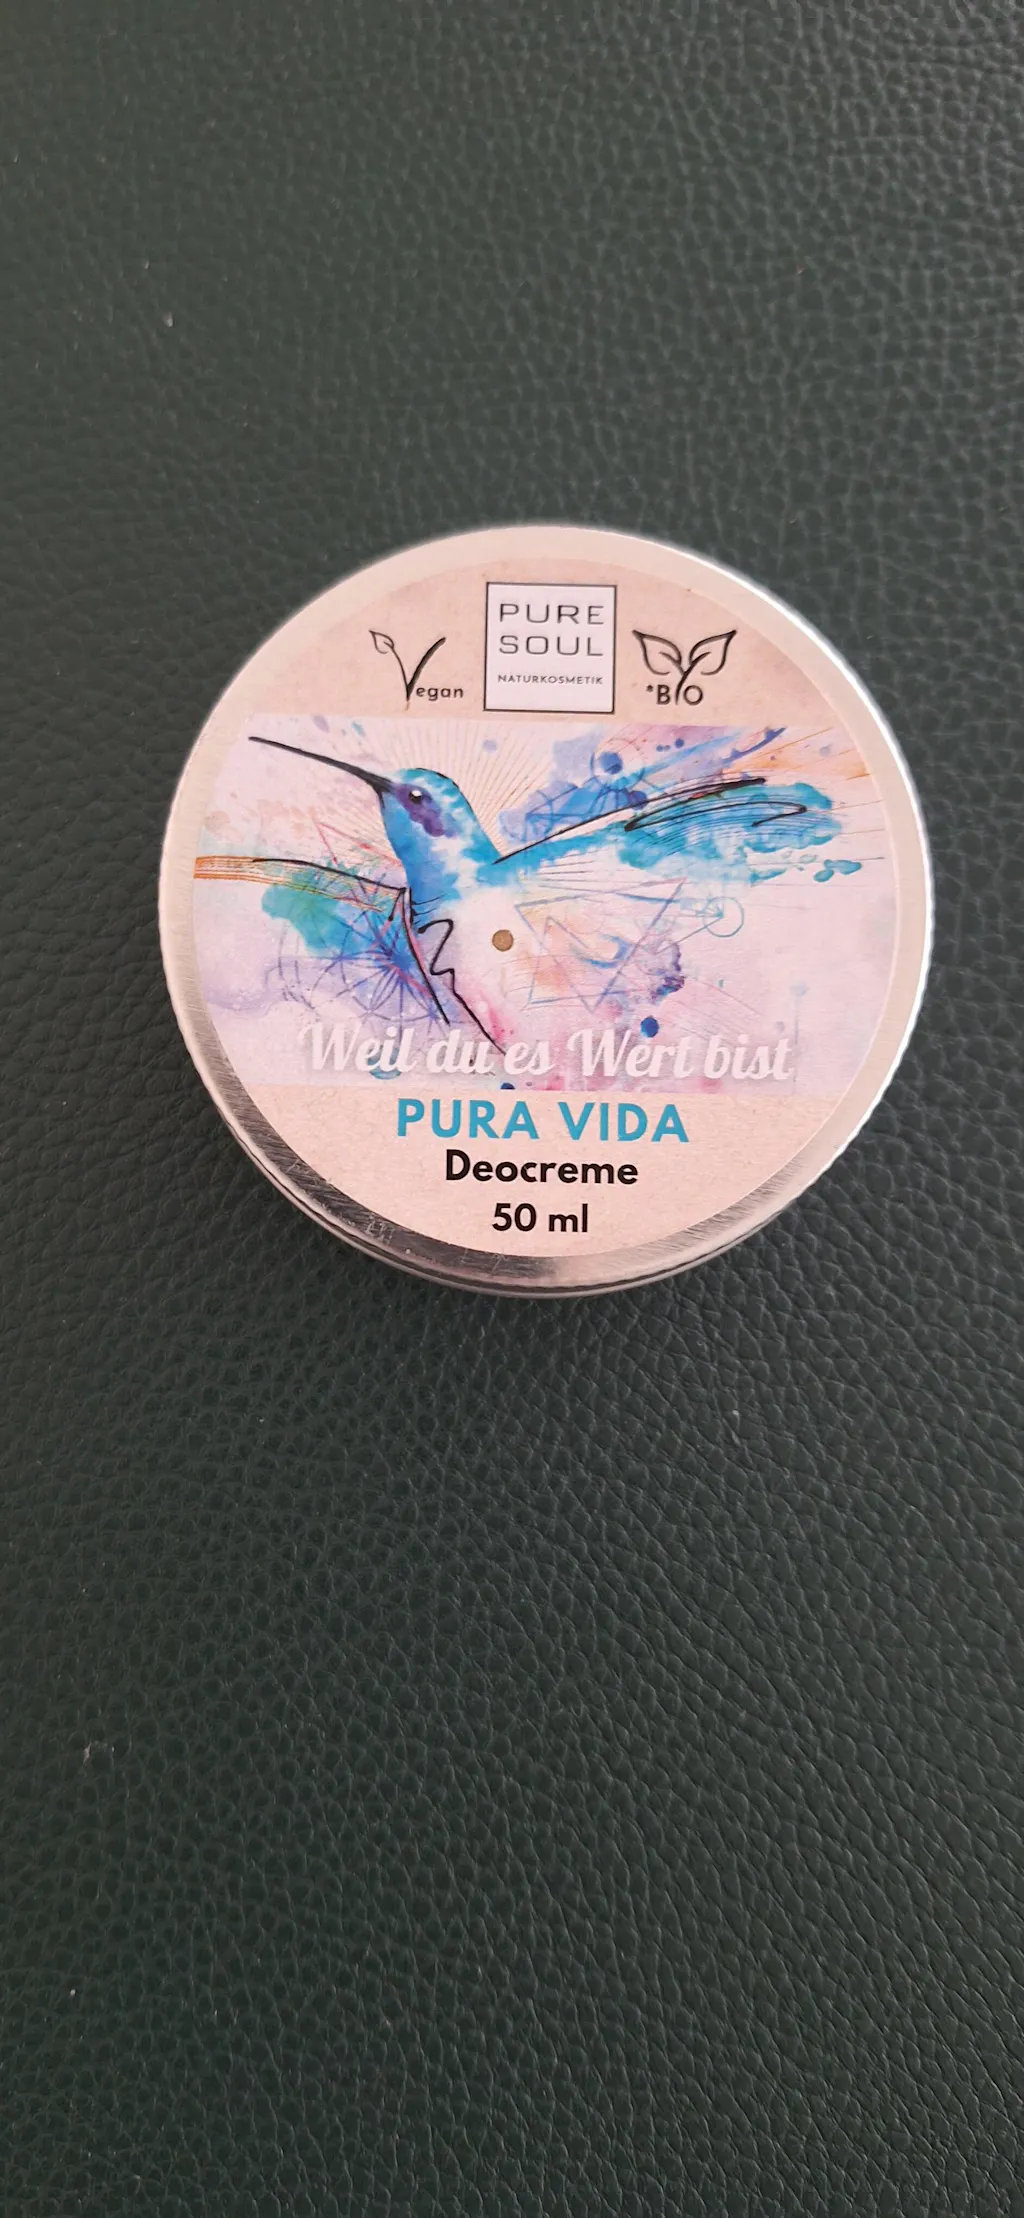 PURE
SOUL
NATURKOSMETIK
Vegan
*BIO
Weil du es Wert bist
PURA VIDA
Deocreme
50 ml